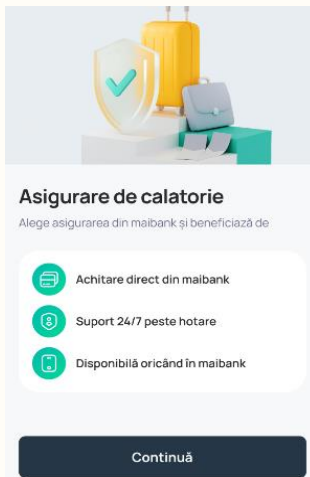 Asigurare de calatorie
Alege asigurarea din maibank și beneficiază de
Achitare direct din maibank
Suport 24/7 peste hotare
Disponibilă oricând în maibank
Continuă